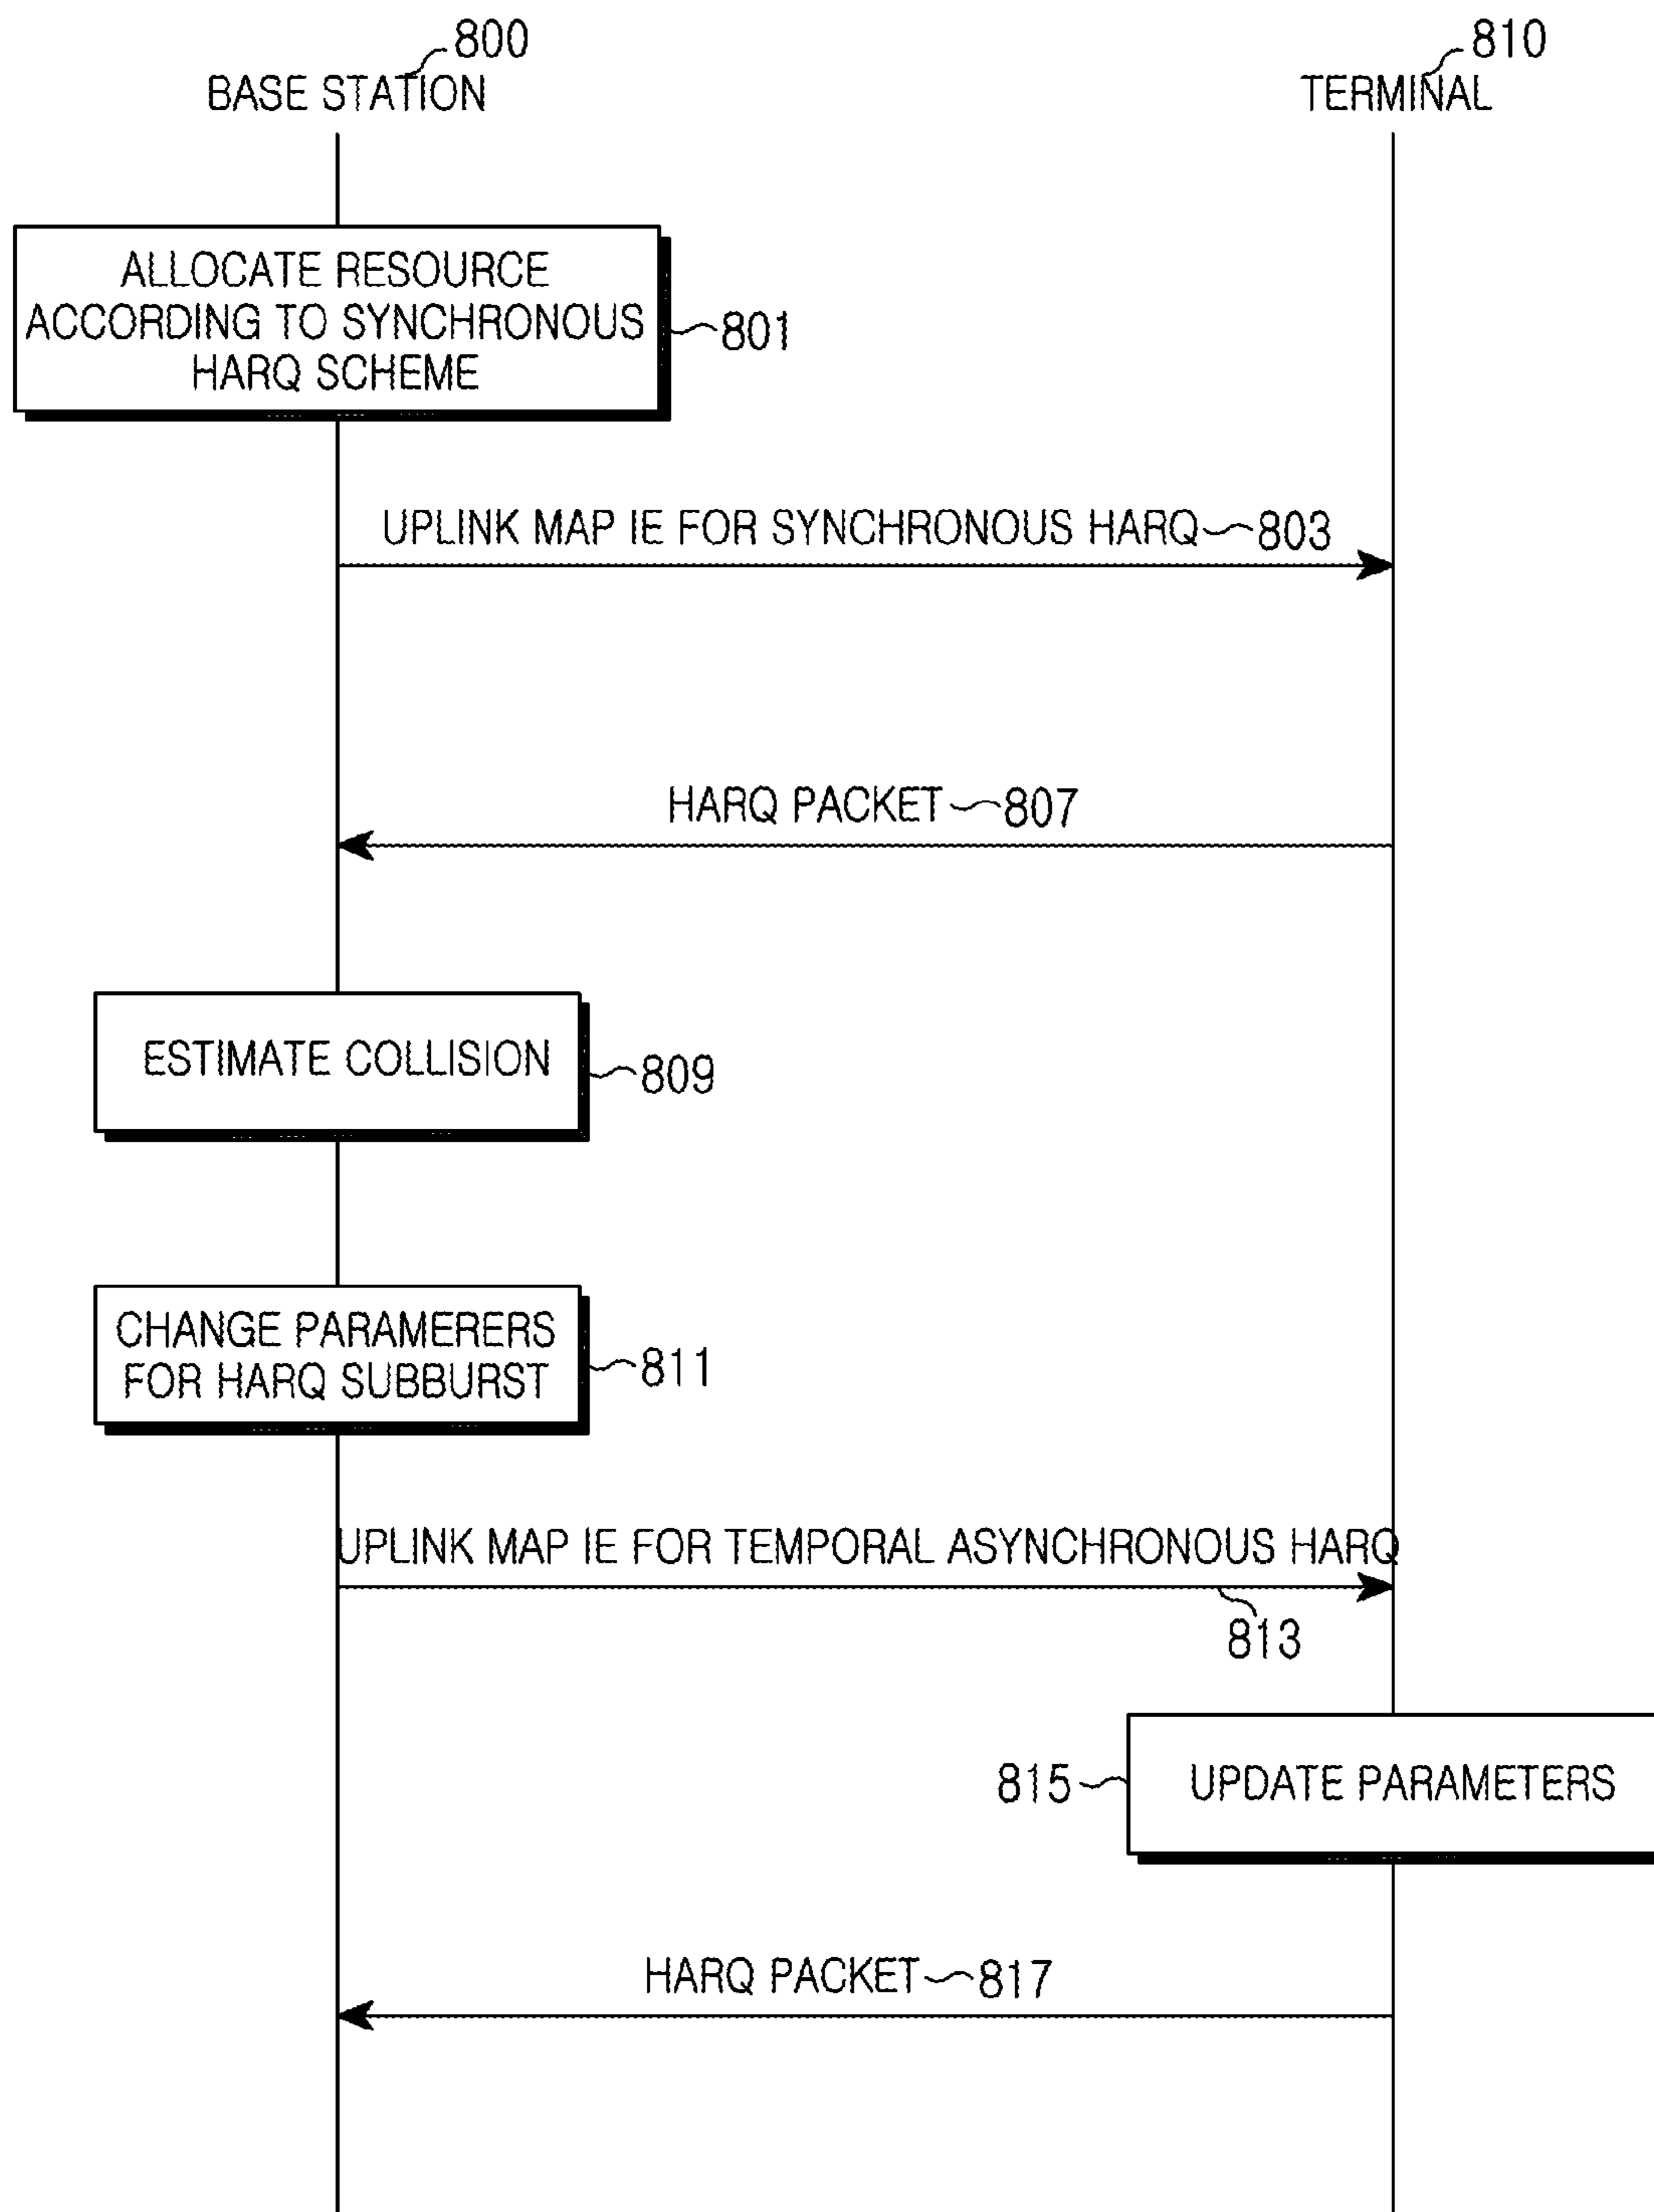 800
BASE STATION
810
TERMINAL
ALLOCATE RESOURCE
ACCORDING TO SYNCHRONOUS
HARQ SCHEME
801
UPLINK MAP IE FOR SYNCHRONOUS HARQ 803
HARQ PACKET 807
ESTIMATE COLLISION
809
CHANGE PARAMERERS
FOR HARQ SUBBURST
811
UPLINK MAP IE FOR TEMPORAL ASYNCHRONOUS HARQ
813
815
UPDATE PARAMETERS
HARQ PACKET 817